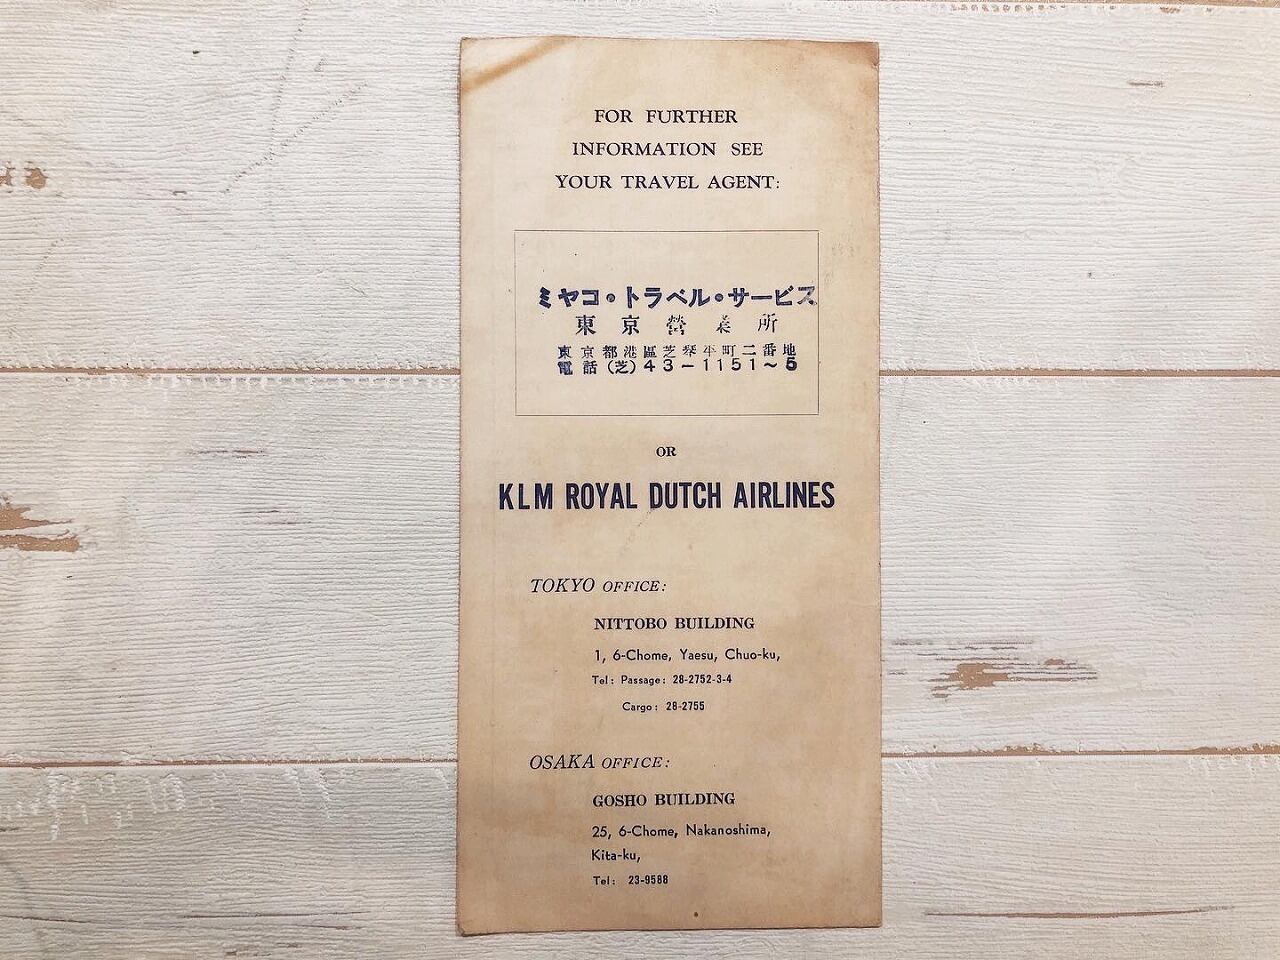 FOR FURTHER
INFORMATION SEE
YOUR TRAVEL AGENT:
ミヤコ・トラベル・サービス
東京營業所
東京都港區芝琴平町二番地
電話(芝)43-1151~5
OR
KLM ROYAL DUTCH AIRLINES
TOKYO OFFICE:
NITTOBO BUILDING
1, 6-Chome, Yaesu, Chuo-ku,
Tel: Passage: 28-2752-3-4
Cargo: 28-2755
OSAKA OFFICE:
GOSHO BUILDING
25, 6-Chome, Nakanoshima,
Kita-ku,
Tel: 23-9588